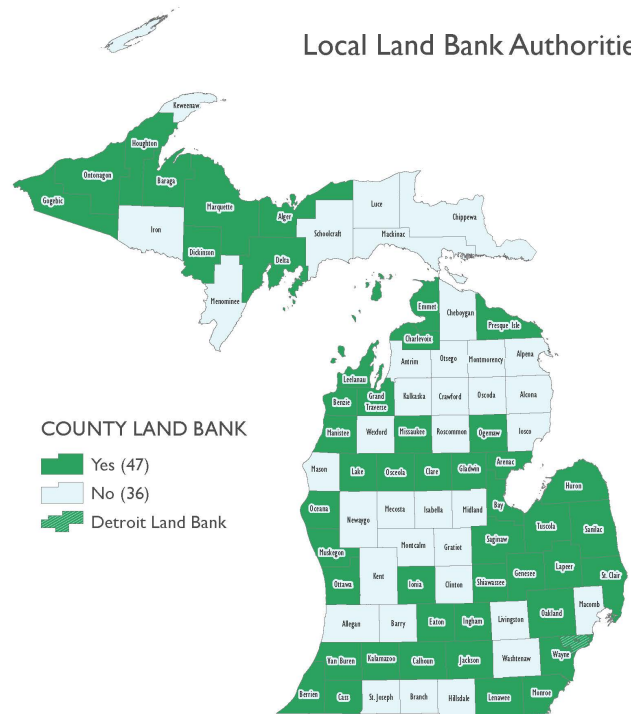 Local Land Bank Authoritie
Keweenaw
Houghton
Ontonagon
Baraga
Gogebic
Marquette
Luce
Alger
Chippewa
Iron
Schoolcraft
Mackinac
Dickinson
Delta
Menominee
Emmet
Cheboygan
Presque Isle
Charlevoix
Antrim
Otsego
Montmorency
Alpena
Leelanau
Grand
Traverse
Benzie
Kalkaska
Crawford
Oscoda
Alcona
Manistee
Wexford
Missaukee
Roscommon
Ogemaw
Iosco
COUNTY LAND BANK
Yes (47)
No (36)
Detroit Land Bank
Mason
Lake
Osceola
Clare
Gladwin
Arenac
Huron
Oceana
Newaygo
Mecosta
Isabella
Midland
Bay
Tuscola
Sanilac
Saginaw
Muskegon
Montcalm
Gratiot
Ottawa
Kent
Ionia
Clinton
Shiawassee
Genesee
Lapeer
St. Clair
Macomb
Allegan
Barry
Eaton
Ingham
Livingston
Oakland
Van Buren
Kalamazoo
Calhoun
Jackson
Washtenaw
Wayne
Berrien
Cass
St. Joseph
Branch
Hillsdale
Lenawee
Monroe